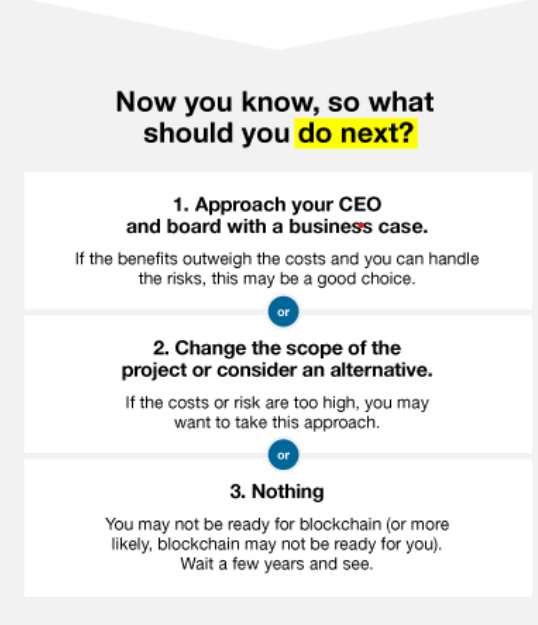 Now you know, so what
should you do next?
1. Approach your CEO
and board with a business case.
If the benefits outweigh the costs and you can handle
the risks, this may be a good choice.
or
2. Change the scope of the
project or consider an alternative.
If the costs or risk are too high, you may
want to take this approach.
or
3. Nothing
You may not be ready for blockchain (or more
likely, blockchain may not be ready for you).
Wait a few years and see.